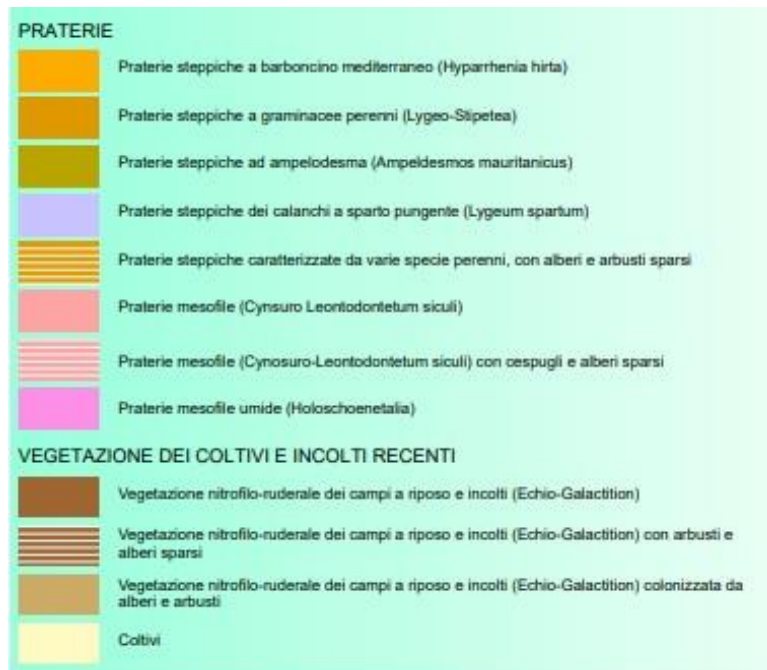 PRATERIE
Praterie steppiche a barboncino mediterraneo (Hyparrhenia hirta)
Praterie steppiche a graminacee perenni (Lygeo-Stipetea)
Praterie steppiche ad ampelodesma (Ampeldesmos mauritanicus)
Praterie steppiche dei calanchi a sparto pungente (Lygeum spartum)
Praterie steppiche caratterizzate da varie specie perenni, con alberi e arbusti sparsi
Praterie mesofile (Cynsuro Leontodontetum siculi)
Praterie mesofile (Cynosuro-Leontodontetum siculi) con cespugli e alberi sparsi
Praterie mesofile umide (Holoschoenetalia)
VEGETAZIONE DEI COLTIVI E INCOLTI RECENTI
Vegetazione nitrofilo-ruderale dei campi a riposo e incolti (Echio-Galactition)
Vegetazione nitrofilo-ruderale dei campi a riposo e incolti (Echio-Galactition) con arbusti e
alberi sparsi
Vegetazione nitrofilo-ruderale dei campi a riposo e incolti (Echio-Galactition) colonizzata da
alberi e arbusti
Coltivi